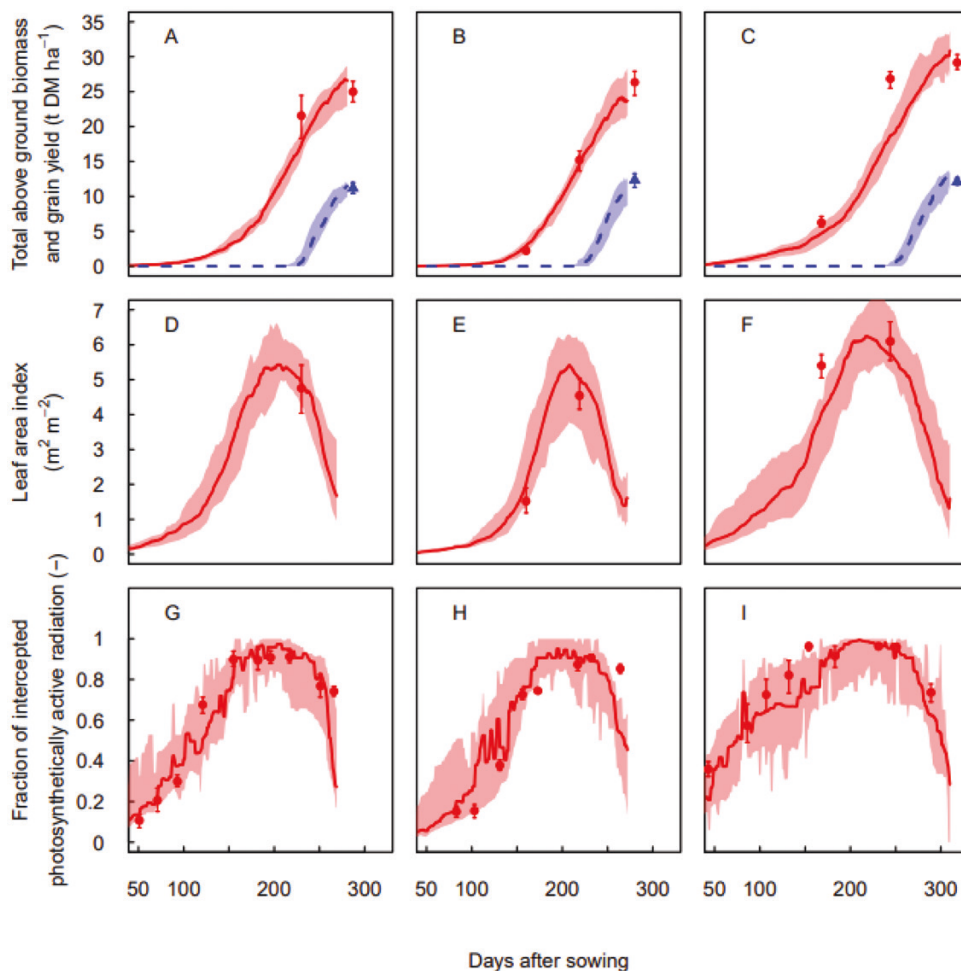 Total above ground biomass
and grain yield (t DM ha⁻¹)
35
30
25
20
15
10
5
0
A
B
C
Leaf area index
(m² m⁻²)
7
6
5
4
3
2
1
0
D
E
F
Fraction of intercepted
photosynthetically active radiation (−)
1
0.8
0.6
0.4
0.2
0
G
H
I
50 100 200 300
50 100 200 300
50 100 200 300
Days after sowing